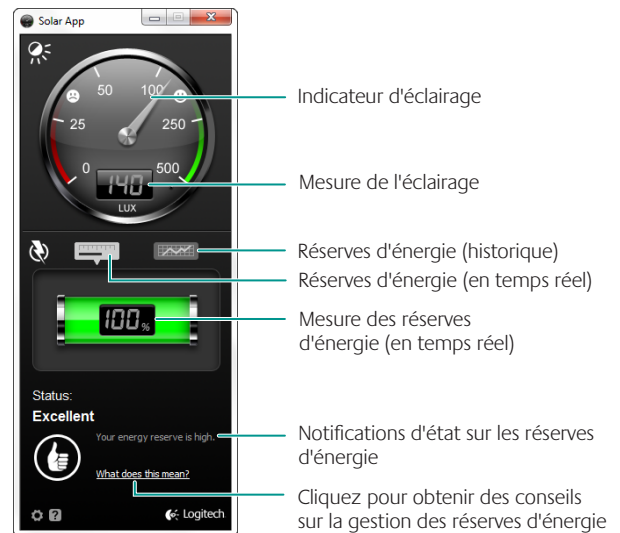 Solar App
50
100
25
250
0
500
140
LUX
Indicateur d'éclairage
Mesure de l'éclairage
Réserves d'énergie (historique)
Réserves d'énergie (en temps réel)
100%
Mesure des réserves
d'énergie (en temps réel)
Status:
Excellent
Your energy reserve is high.
What does this mean?
Notifications d'état sur les réserves
d'énergie
Cliquez pour obtenir des conseils
sur la gestion des réserves d'énergie
?
Logitech